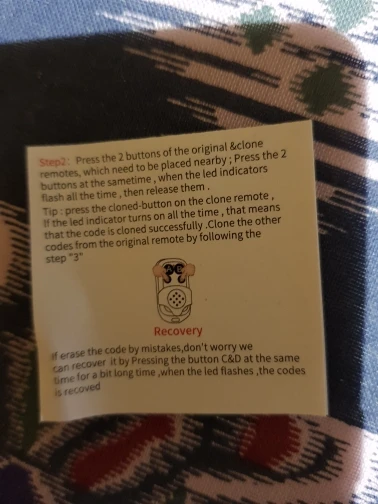 Step2: Press the 2 buttons of the original &clone
remotes, which need to be placed nearby ; Press the 2
buttons at the sametime , when the led indicators
flash all the time , then release them .
Tip : press the cloned-button on the clone remote ,
If the led indicator turns on all the time , that means
that the code is cloned successfully .Clone the other
codes from the original remote by following the
step "3"
Recovery
If erase the code by mistakes,don't worry we
can recover it by Pressing the button C&D at the same
time for a bit long time ,when the led flashes ,the codes
is recoved